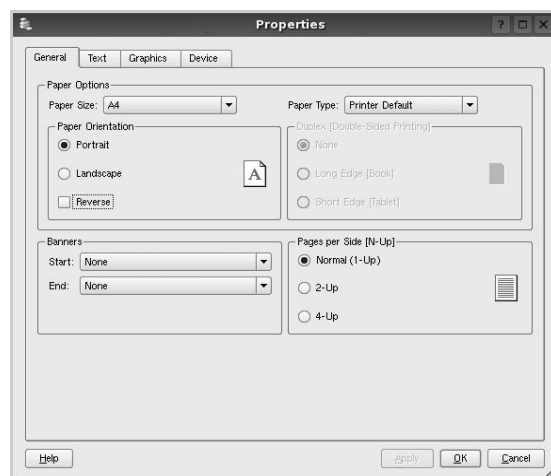 Properties
General Text Graphics Device
Paper Options
Paper Size: A4 Paper Type: Printer Default
Paper Orientation
Portrait
Landscape
Reverse
A
Duplex [Double-Sided Printing]
None
Long Edge [Book]
Short Edge [Tablet]
Banners
Start: None
End: None
Pages per Side [N-Up]
Normal (1-Up)
2-Up
4-Up
Help Apply OK Cancel